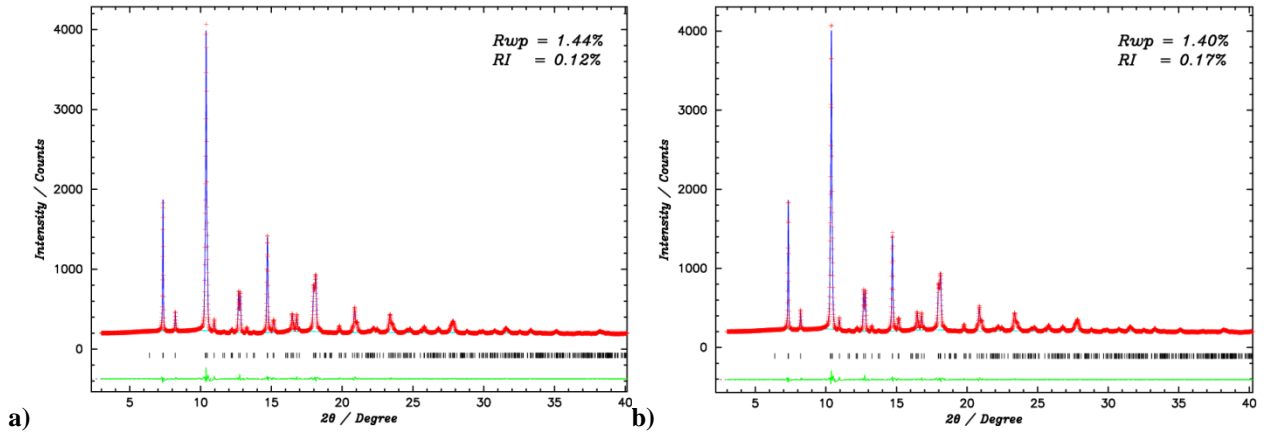 4000
3000
2000
1000
0
Intensity / Counts
Rwp = 1.44%
RI = 0.12%
5 10 15 20 25 30 35 40
2θ / Degree
a)
4000
3000
2000
1000
0
Intensity / Counts
Rwp = 1.40%
RI = 0.17%
5 10 15 20 25 30 35 40
2θ / Degree
b)